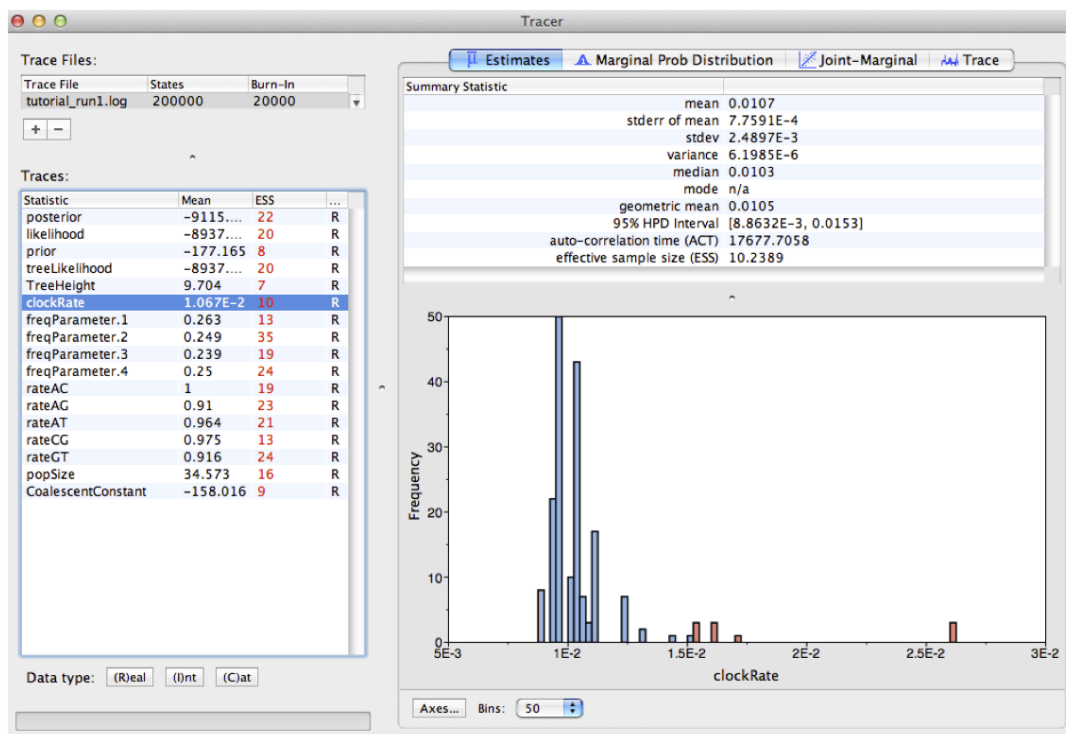 Tracer
Trace Files:
Trace File States Burn-In
tutorial_run1.log 200000 20000
+ −
Traces:
Statistic Mean ESS ...
posterior -9115.... 22 R
likelihood -8937.... 20 R
prior -177.165 8 R
treeLikelihood -8937.... 20 R
TreeHeight 9.704 7 R
clockRate 1.067E-2 10 R
freqParameter.1 0.263 13 R
freqParameter.2 0.249 35 R
freqParameter.3 0.239 19 R
freqParameter.4 0.25 24 R
rateAC 1 19 R
rateAG 0.91 23 R
rateAT 0.964 21 R
rateCG 0.975 13 R
rateGT 0.916 24 R
popSize 34.573 16 R
CoalescentConstant -158.016 9 R
Data type: (R)eal (I)nt (C)at
Estimates Marginal Prob Distribution Joint-Marginal Trace
Summary Statistic
mean 0.0107
stderr of mean 7.7591E-4
stdev 2.4897E-3
variance 6.1985E-6
median 0.0103
mode n/a
geometric mean 0.0105
95% HPD Interval [8.8632E-3, 0.0153]
auto-correlation time (ACT) 17677.7058
effective sample size (ESS) 10.2389
50
40
30
20
10
0
Frequency
5E-3 1E-2 1.5E-2 2E-2 2.5E-2 3E-2
clockRate
Axes... Bins: 50